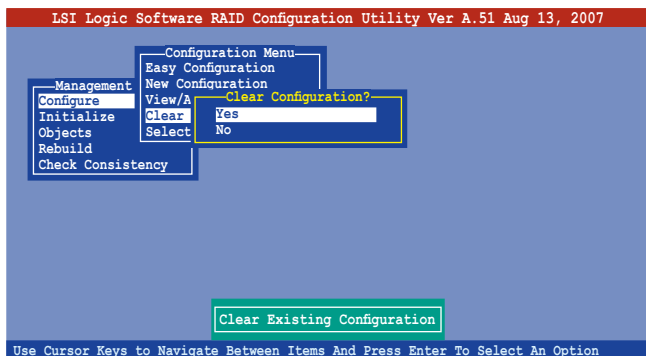 LSI Logic Software RAID Configuration Utility Ver A.51 Aug 13, 2007
Configuration Menu
Easy Configuration
New Configuration
View/A
Clear
Select
Management
Configure
Initialize
Objects
Rebuild
Check Consistency
Clear Configuration?
Yes
No
Clear Existing Configuration
Use Cursor Keys to Navigate Between Items And Press Enter To Select An Option